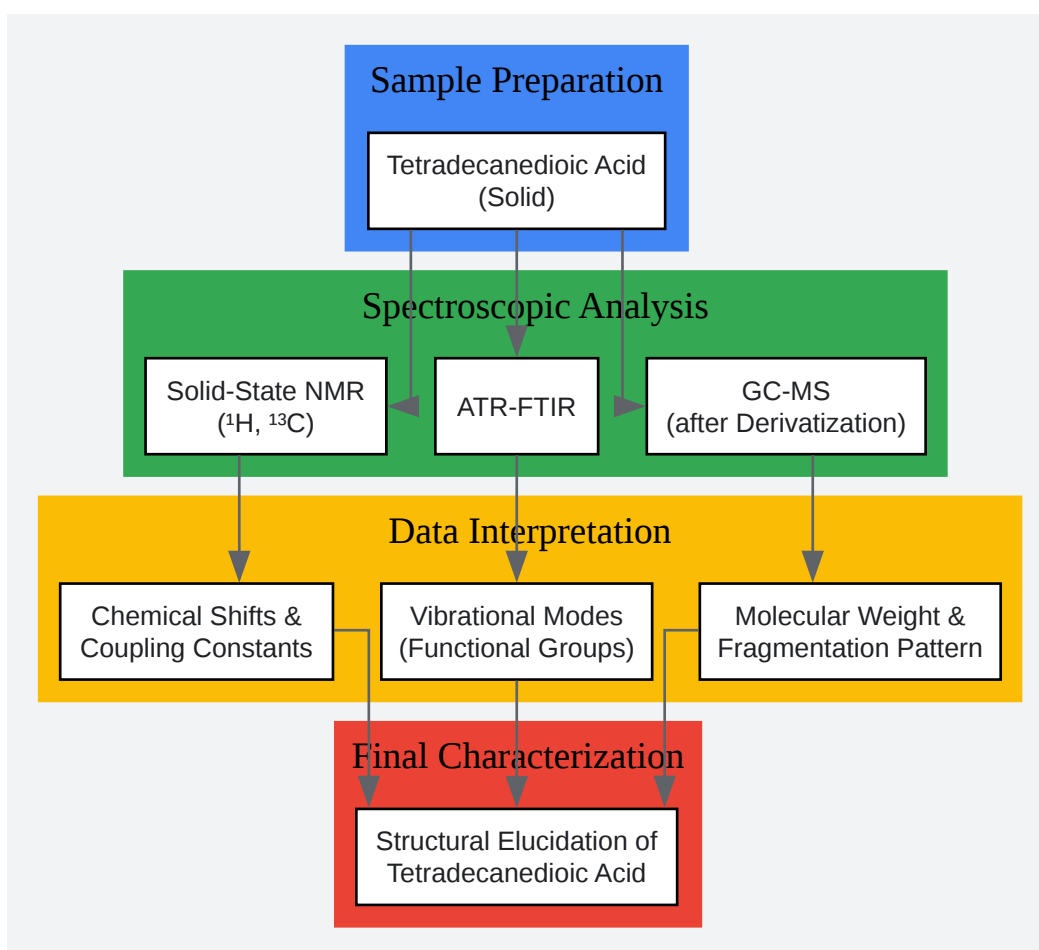 Sample Preparation
Tetradecanedioic Acid
(Solid)
Spectroscopic Analysis
Solid-State NMR
(¹H, ¹³C)
ATR-FTIR
GC-MS
(after Derivatization)
Data Interpretation
Chemical Shifts &
Coupling Constants
Vibrational Modes
(Functional Groups)
Molecular Weight &
Fragmentation Pattern
Final Characterization
Structural Elucidation of
Tetradecanedioic Acid